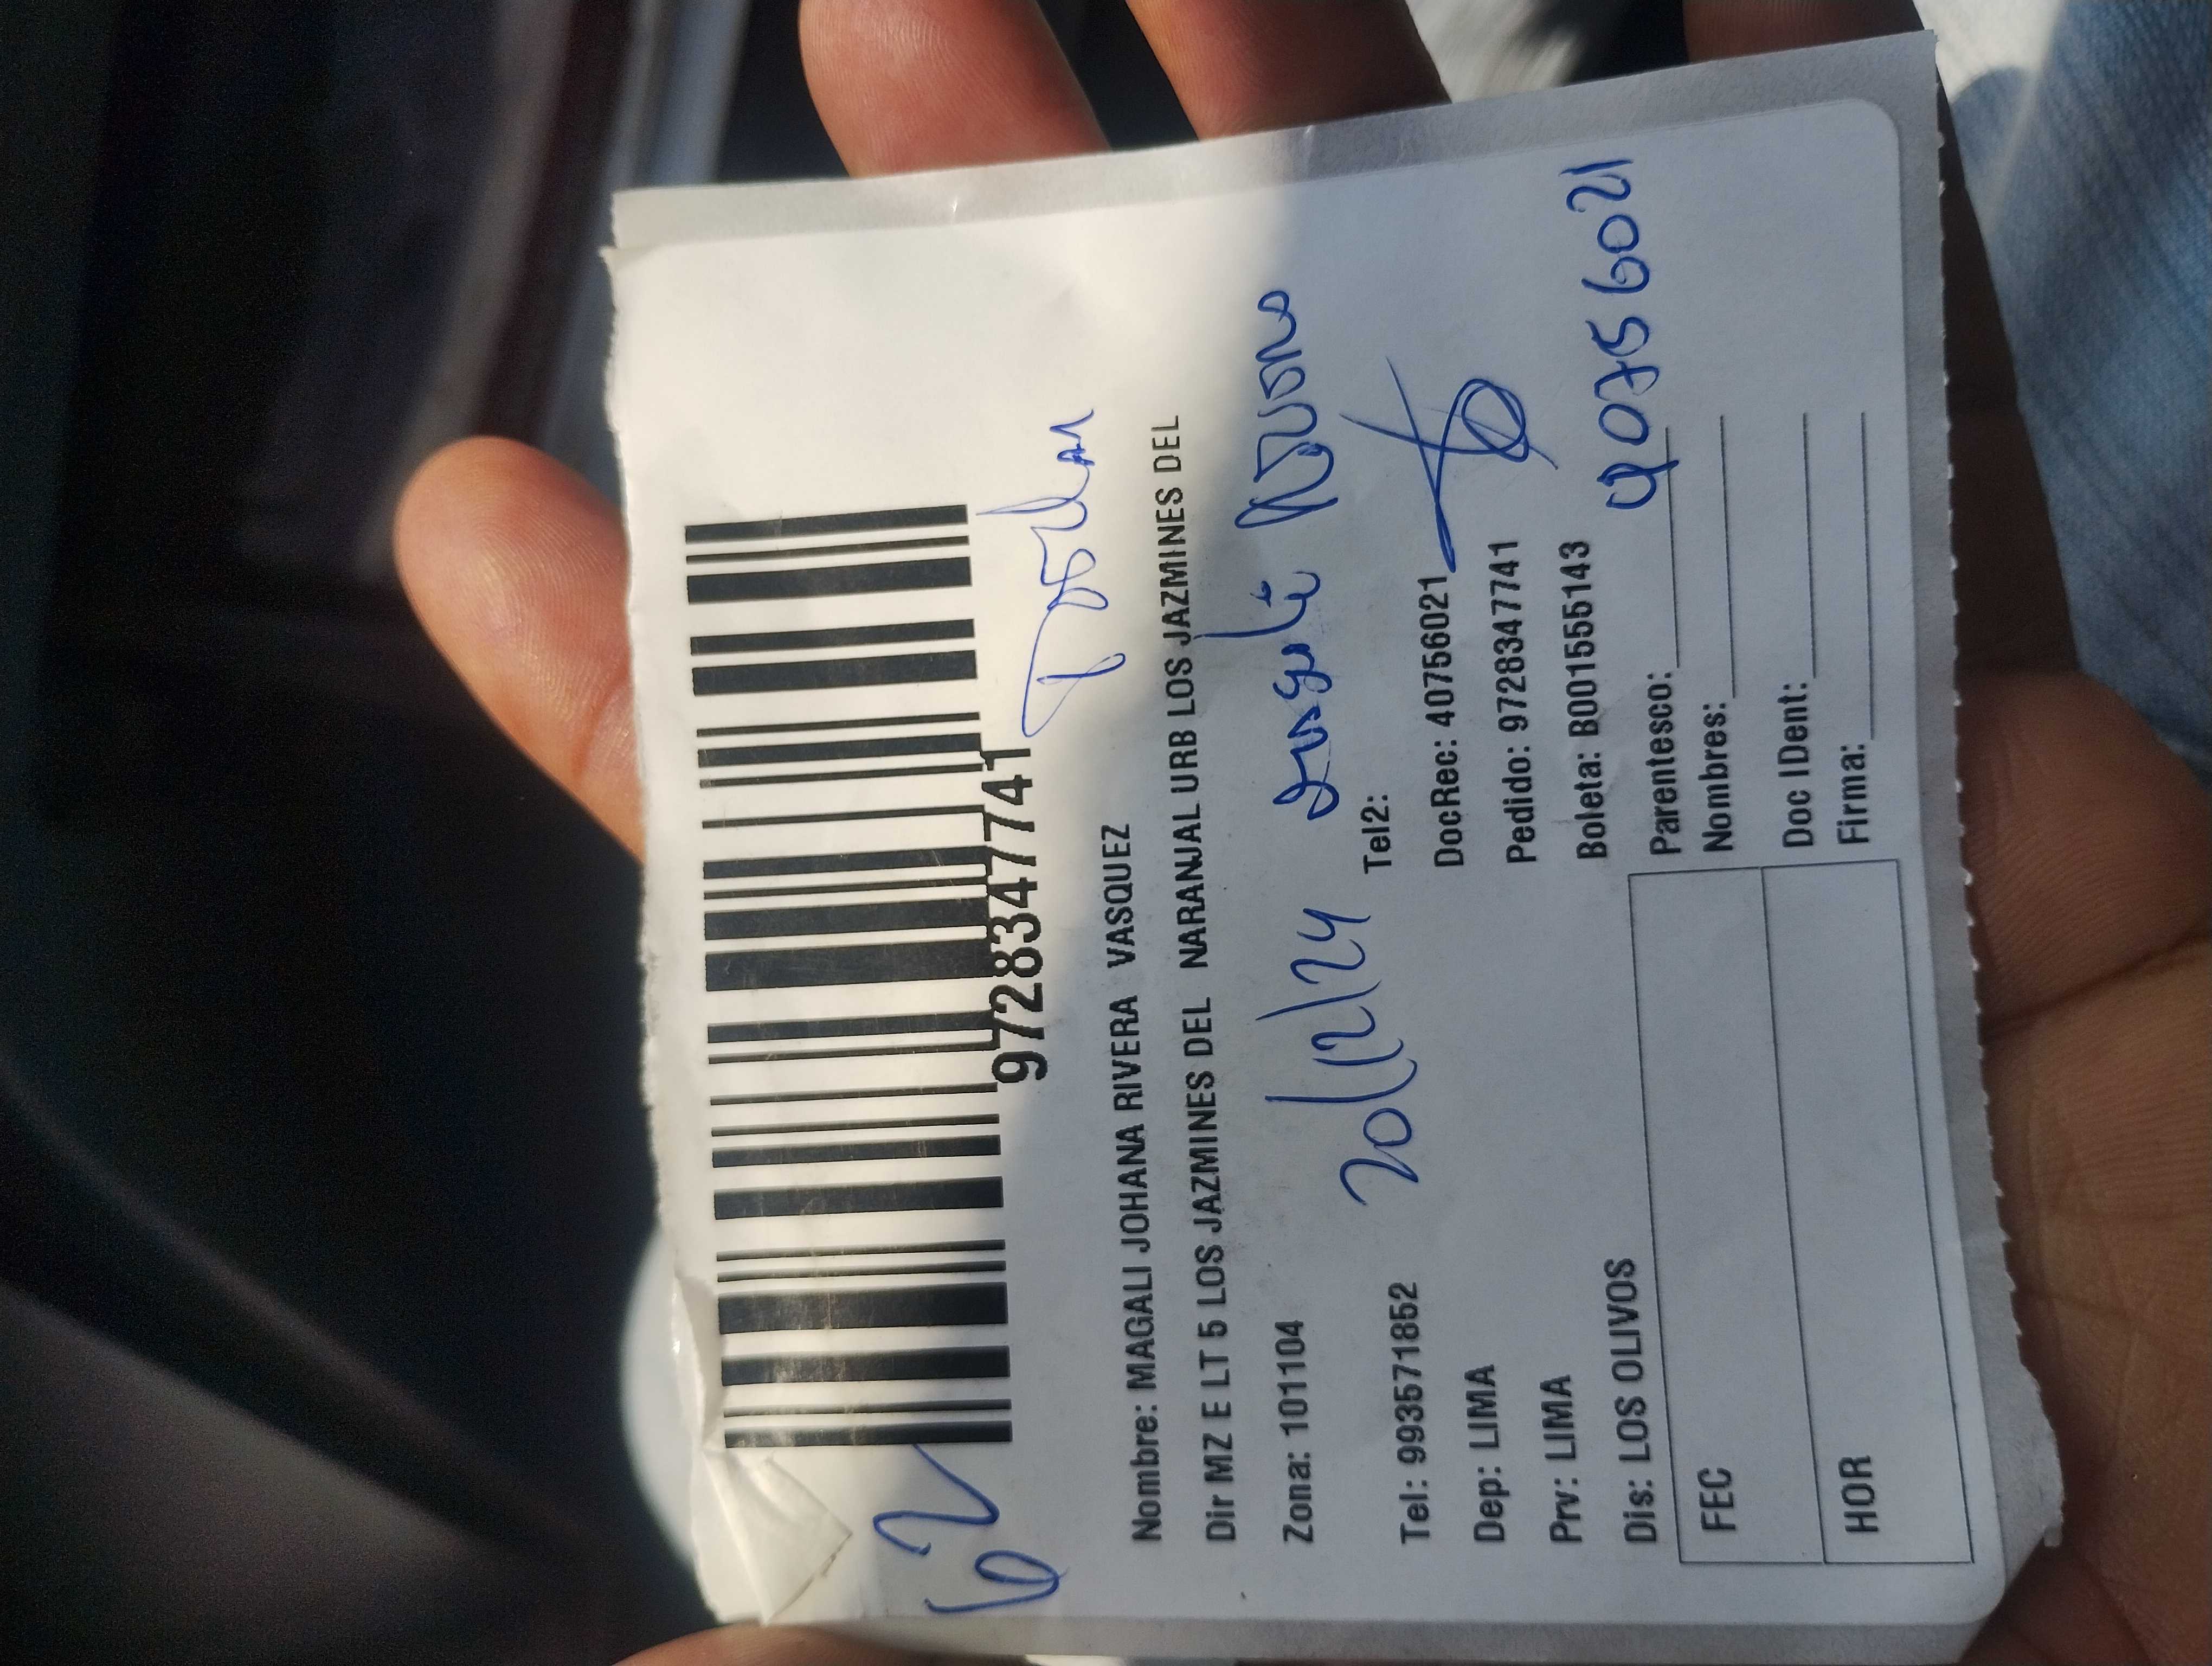 62
9728347741
Nombre: MAGALI JOHANA RIVERA VASQUEZ
Dir MZ E LT 5 LOS JAZMINES DEL NARANJAL URB LOS JAZMINES DEL
Zona: 101104
20/12/24
Tel: 993571852
Tel2:
Dep: LIMA
DocRec: 40756021
Prv: LIMA
Pedido: 9728347741
Dis: LOS OLIVOS
Boleta: B001555143
40756021
FEC
Parentesco:
Nombres:
HOR
Doc IDent:
Firma: